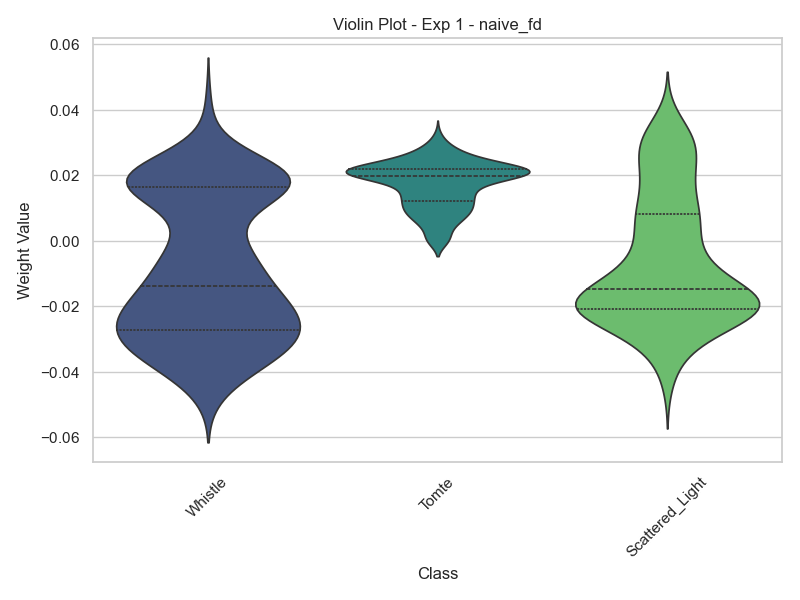 Violin Plot - Exp 1 - naive_fd
0.06
0.04
0.02
0.00
−0.02
−0.04
−0.06
Weight Value
Whistle
Tomte
Scattered_Light
Class